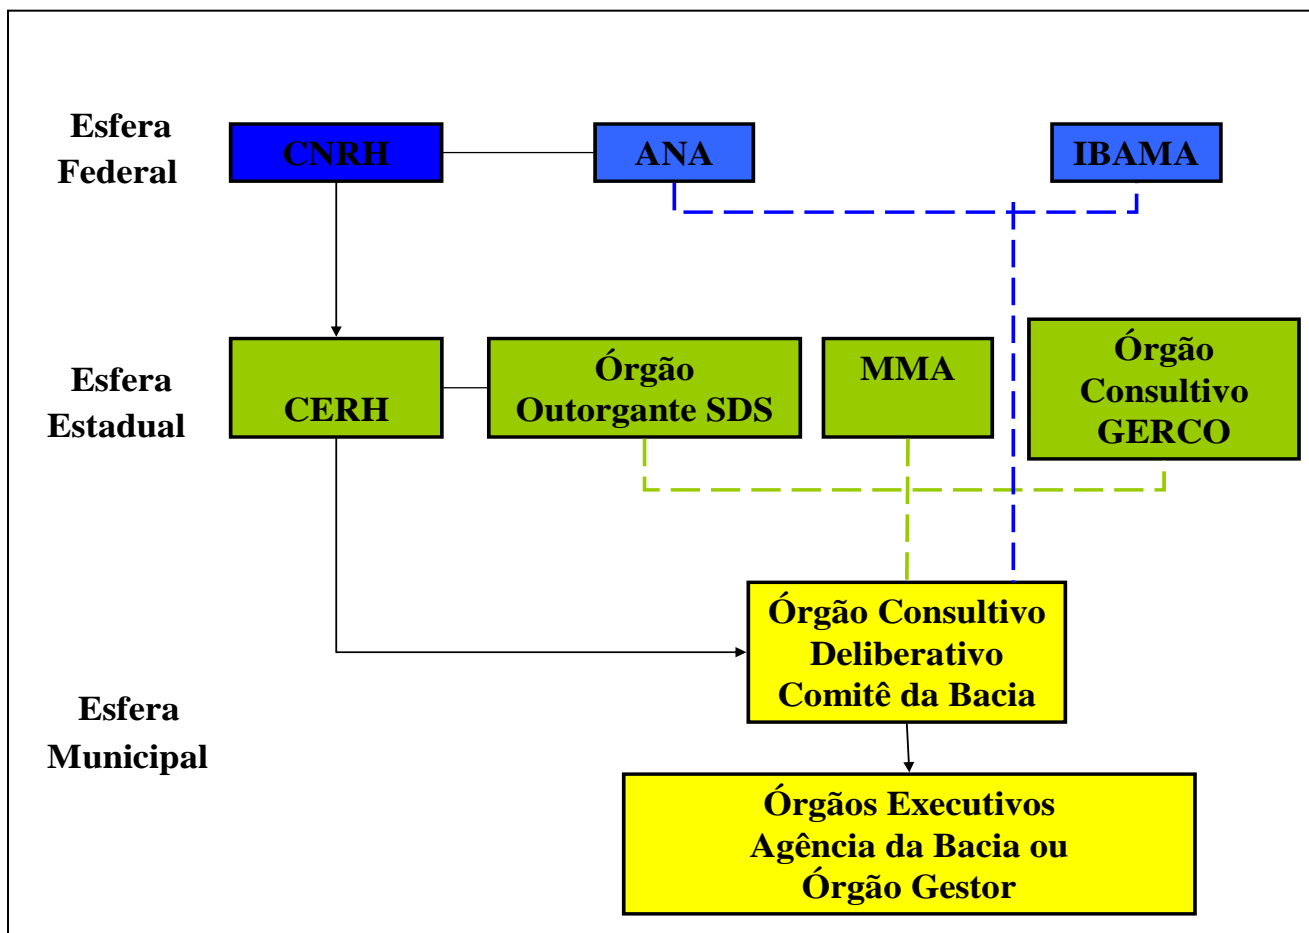 Esfera
Federal
CNRH
ANA
IBAMA
Esfera
Estadual
CERH
Órgão
Outorgante SDS
MMA
Órgão
Consultivo
GERCO
Esfera
Municipal
Órgão Consultivo
Deliberativo
Comitê da Bacia
Órgãos Executivos
Agência da Bacia ou
Órgão Gestor